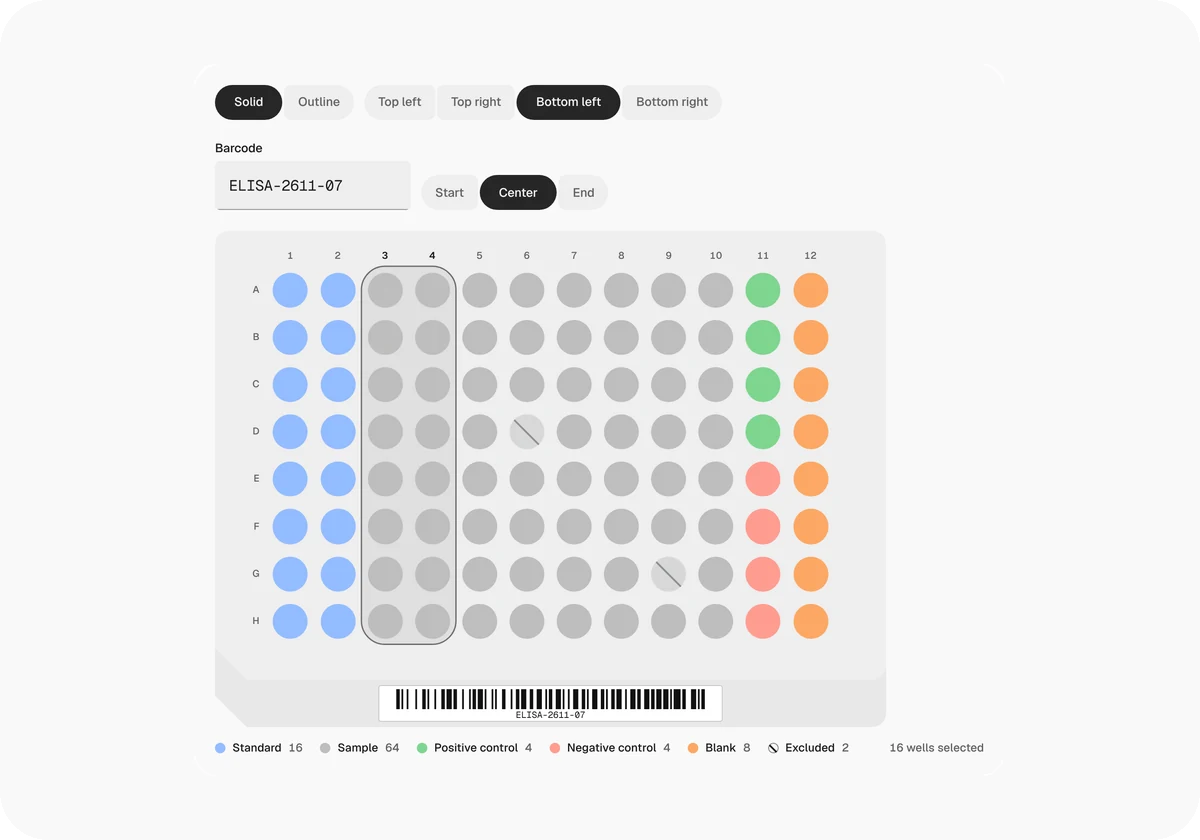 Solid Outline Top left Top right Bottom left Bottom right
Barcode
ELISA-2611-07
Start Center End
1 2 3 4 5 6 7 8 9 10 11 12
A
B
C
D
E
F
G
H
ELISA-2611-07
Standard 16 Sample 64 Positive control 4 Negative control 4 Blank 8 Excluded 2 16 wells selected